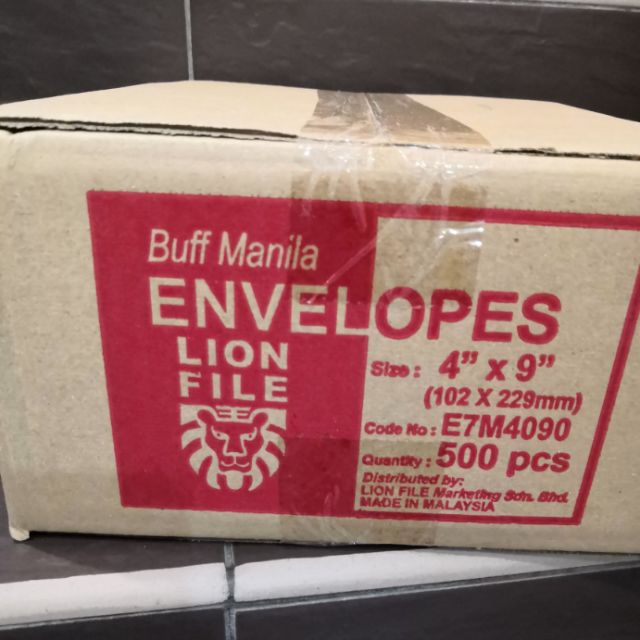 Buff Manila
ENVELOPES
LION
FILE
Size : 4” x 9”
(102 X 229mm)
Code No : E7M4090
Quantity : 500 pcs
Distributed by:
LION FILE Marketing Sdn. Bhd.
MADE IN MALAYSIA